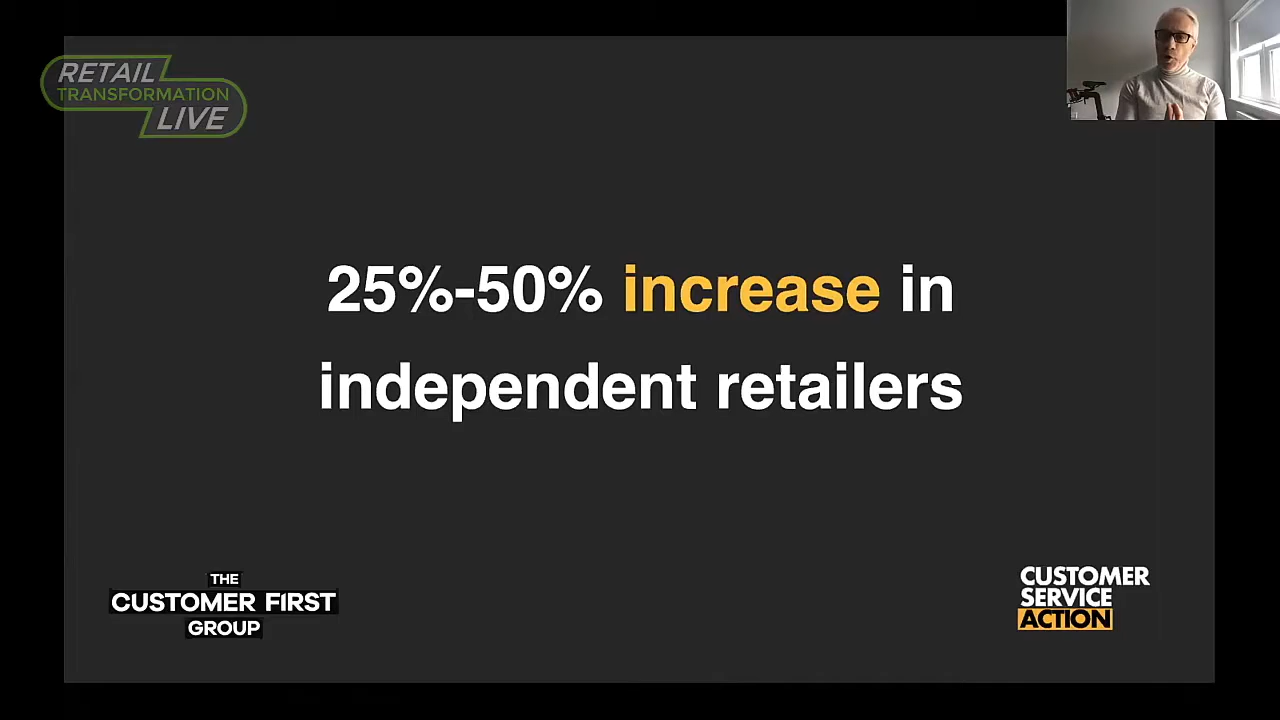 RETAIL
TRANSFORMATION
LIVE
25%-50% increase in
independent retailers
THE
CUSTOMER FIRST
GROUP
CUSTOMER
SERVICE
ACTION